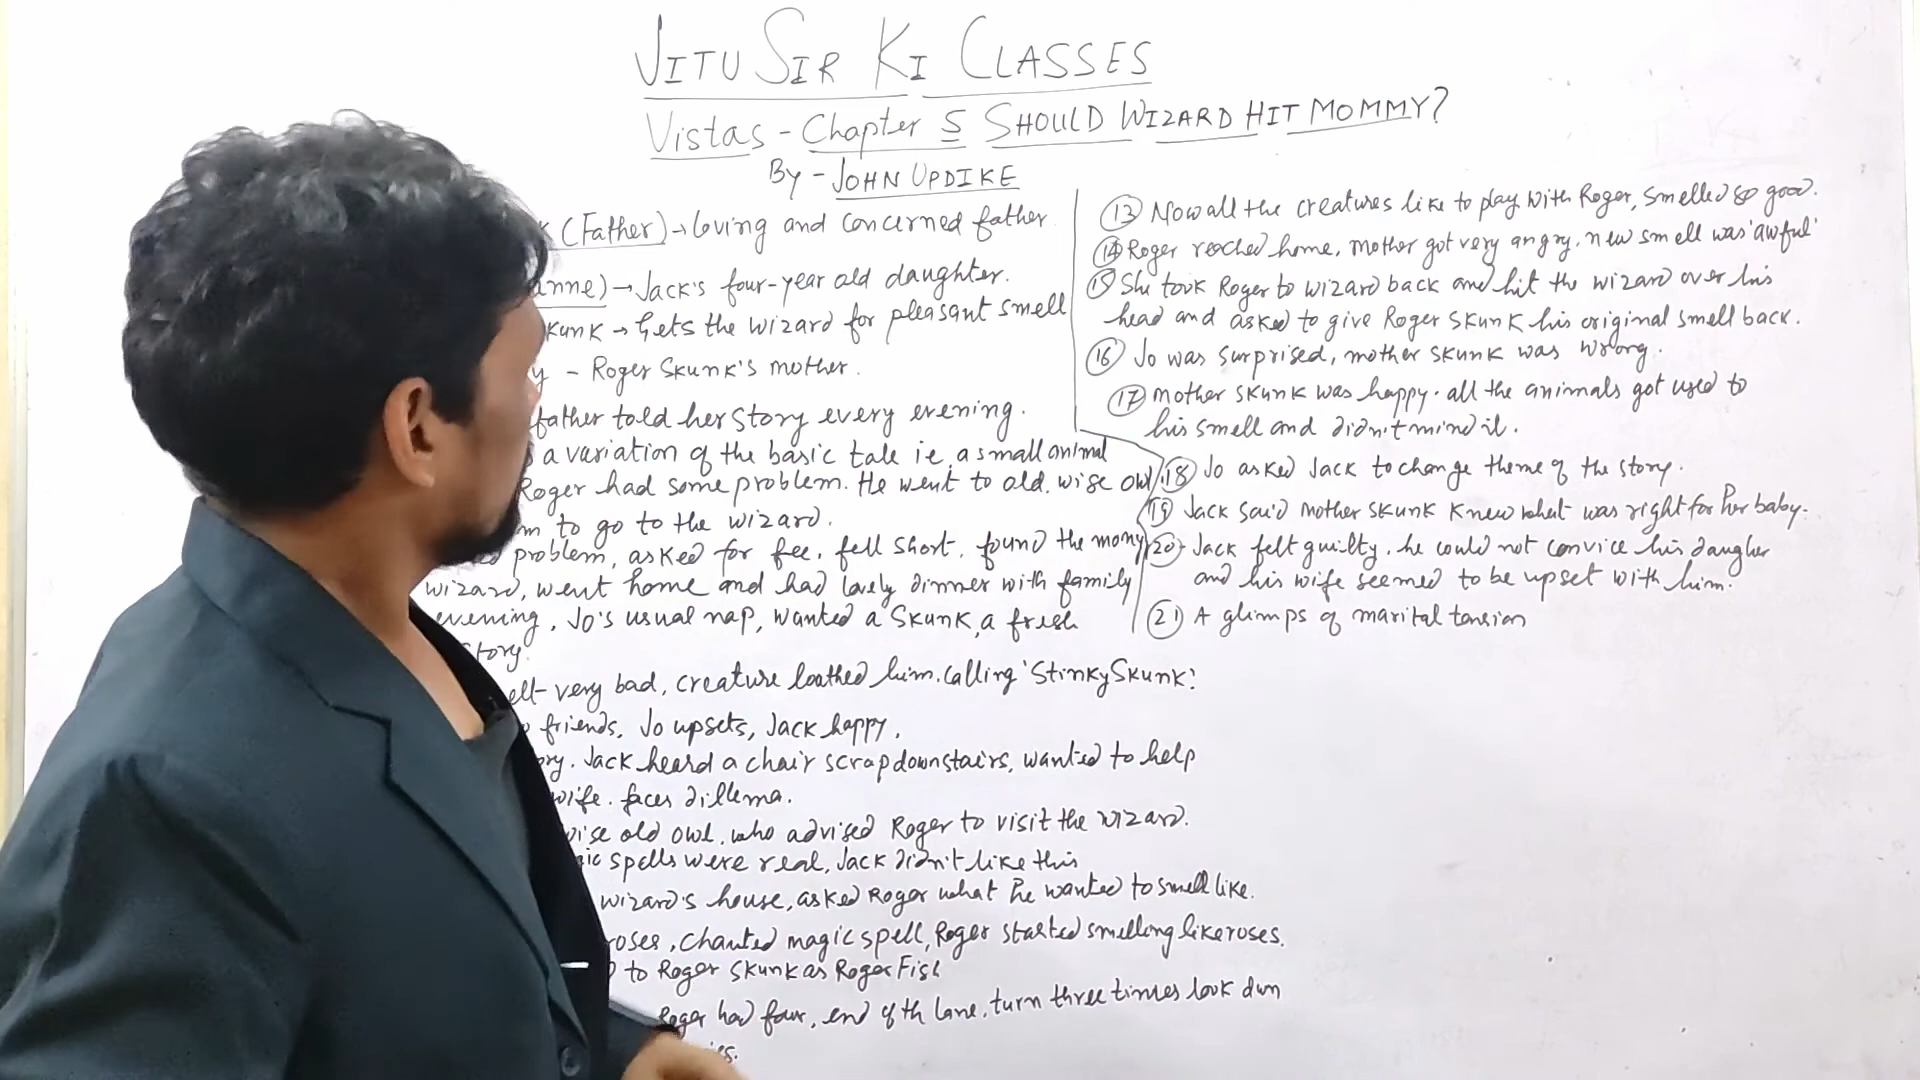 JITU SIR KI CLASSES
Vistas - Chapter 5 SHOULD WIZARD HIT MOMMY?
By - JOHN UPDIKE
(Father) → loving and concerned father
anne) → Jack's four-year old daughter.
kunk → Gets the wizard for pleasant smell
y - Roger Skunk's mother.
father told her story every evening.
a variation of the basic tale ie, a small animal
Roger had some problem. He went to old, wise owl
m to go to the wizard.
problem, asked for fee, fell short, found the mony
wizard, went home and had lovly dinner with family
evening, Jo's usual nap, wanted a Skunk, a fresh
story.
elt- very bad, creature loathed him, calling 'Stinky Skunk'.
friends, Jo upsets, Jack happy.
ory. Jack heard a chair scrap downstairs, wanted to help
wife. faces dillema.
wise old owl, who advised Roger to visit the wizard.
ic spells were real, Jack didn't like this
wizard's house, asked Roger what he wanted to smell like.
roses, chanted magic spell, Roger started smelling like roses.
to Roger Skunk as Roger Fish
Roger had four, end of th lane, turn three times look dwn
(13) Now all the creatures like to play with Roger, smelled so good.
(14) Roger reached home, mother got very angry, new smell was 'awful'
(15) She took Roger to wizard back and hit the wizard over his
head and asked to give Roger Skunk his original smell back.
(16) Jo was surprised, mother skunk was wrong.
(17) mother skunk was happy. all the animals got used to
his smell and didn't mind it.
(18) Jo asked Jack to change theme of the story.
(19) Jack said mother skunk knew what was right for her baby.
(20) Jack felt guilty, he could not convice his daugher
and his wife seemed to be upset with him.
(21) A glimps of marital tension